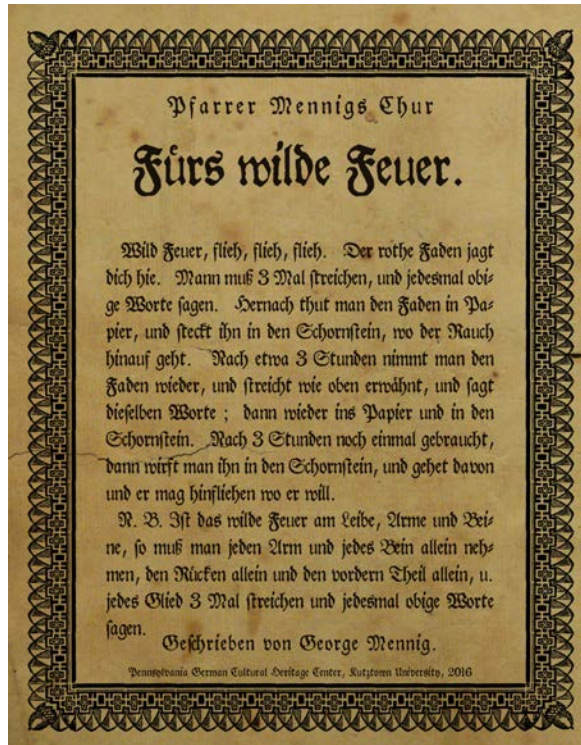 Pfarrer Mennigs Chur
Fürs wilde Feuer.
Wild Feuer, flieh, flieh, flieh. Der rothe Faden jagt
dich hie. Mann muß 3 Mal streichen, und jedesmal obi-
ge Worte sagen. Hernach thut man den Faden in Pa-
pier, und steckt ihn in den Schornstein, wo der Rauch
hinauf geht. Nach etwa 3 Stunden nimmt man den
Faden wieder, und streicht wie oben erwähnt, und sagt
dieselben Worte ; dann wieder ins Papier und in den
Schornstein. Nach 3 Stunden noch einmal gebraucht,
dann wirft man ihn in den Schornstein, und gehet davon
und er mag hinfliehen wo er will.
N. B. Ist das wilde Feuer am Leibe, Arme und Bei-
ne, so muß man jeden Arm und jedes Bein allein neh-
men, den Rücken allein und den vordern Theil allein, u.
jedes Glied 3 Mal streichen und jedesmal obige Worte
sagen.
Geschrieben von George Mennig.
Pennsylvania German Cultural Heritage Center, Kutztown University, 2016